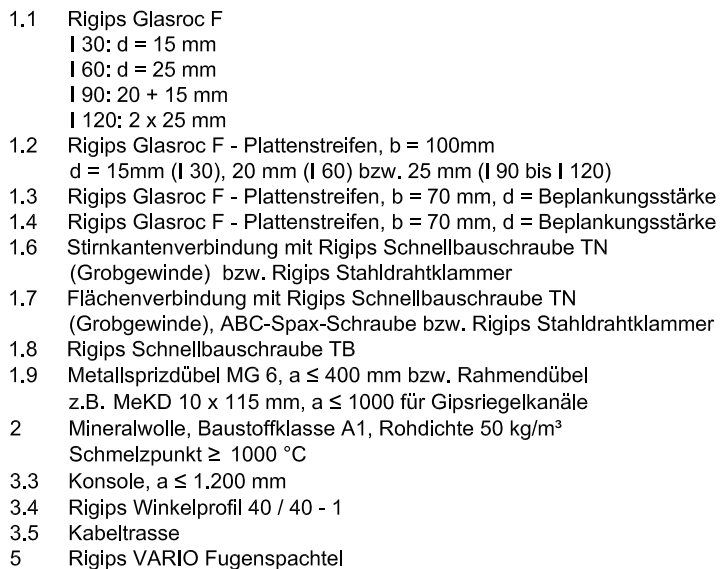 1.1 Rigips Glasroc F
I 30: d = 15 mm
I 60: d = 25 mm
I 90: 20 + 15 mm
I 120: 2 x 25 mm
1.2 Rigips Glasroc F - Plattenstreifen, b = 100mm
d = 15mm (I 30), 20 mm (I 60) bzw. 25 mm (I 90 bis I 120)
1.3 Rigips Glasroc F - Plattenstreifen, b = 70 mm, d = Beplankungsstärke
1.4 Rigips Glasroc F - Plattenstreifen, b = 70 mm, d = Beplankungsstärke
1.6 Stirnkantenverbindung mit Rigips Schnellbauschraube TN
(Grobgewinde) bzw. Rigips Stahldrahtklammer
1.7 Flächenverbindung mit Rigips Schnellbauschraube TN
(Grobgewinde), ABC-Spax-Schraube bzw. Rigips Stahldrahtklammer
1.8 Rigips Schnellbauschraube TB
1.9 Metallsprizdübel MG 6, a ≤ 400 mm bzw. Rahmendübel
z.B. MeKD 10 x 115 mm, a ≤ 1000 für Gipsriegelkanäle
2 Mineralwolle, Baustoffklasse A1, Rohdichte 50 kg/m³
Schmelzpunkt ≥ 1000 °C
3.3 Konsole, a ≤ 1.200 mm
3.4 Rigips Winkelprofil 40 / 40 - 1
3.5 Kabeltrasse
5 Rigips VARIO Fugenspachtel